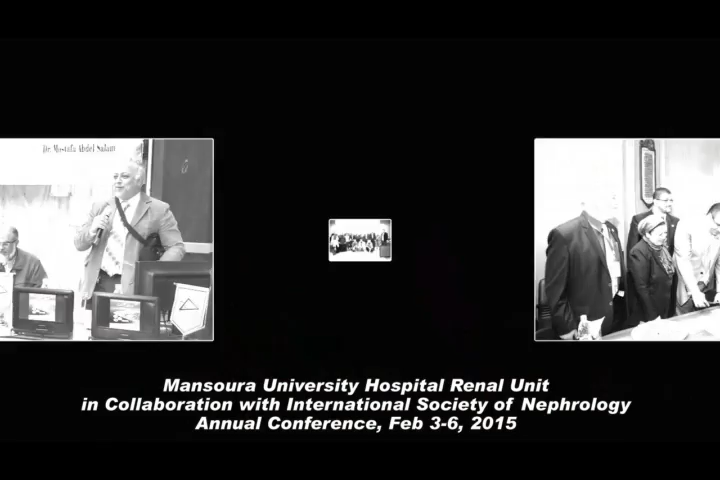 Dr. Mostafa Abdel Salam
Mansoura University Hospital Renal Unit
in Collaboration with International Society of Nephrology
Annual Conference, Feb 3-6, 2015